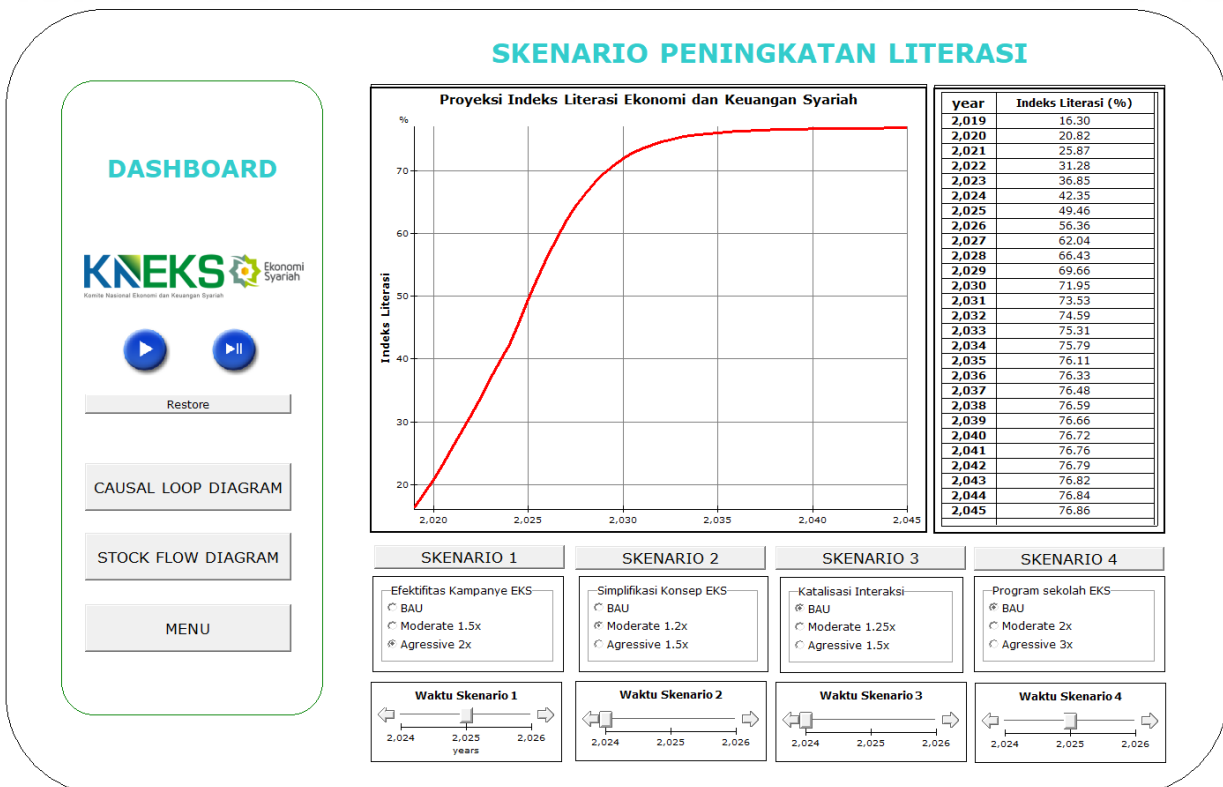 SKENARIO PENINGKATAN LITERASI
DASHBOARD
KNEKS
Komite Nasional Ekonomi dan Keuangan Syariah
Ekonomi
Syariah
Restore
CAUSAL LOOP DIAGRAM
STOCK FLOW DIAGRAM
MENU
Proyeksi Indeks Literasi Ekonomi dan Keuangan Syariah
%
70
60
50
40
30
20
Indeks Literasi
2,020 2,025 2,030 2,035 2,040 2,045
year Indeks Literasi (%)
2,019 16.30
2,020 20.82
2,021 25.87
2,022 31.28
2,023 36.85
2,024 42.35
2,025 49.46
2,026 56.36
2,027 62.04
2,028 66.43
2,029 69.66
2,030 71.95
2,031 73.53
2,032 74.59
2,033 75.31
2,034 75.79
2,035 76.11
2,036 76.33
2,037 76.48
2,038 76.59
2,039 76.66
2,040 76.72
2,041 76.76
2,042 76.79
2,043 76.82
2,044 76.84
2,045 76.86
SKENARIO 1
Efektifitas Kampanye EKS
BAU
Moderate 1.5x
Agressive 2x
Waktu Skenario 1
2,024 2,025 2,026
years
SKENARIO 2
Simplifikasi Konsep EKS
BAU
Moderate 1.2x
Agressive 1.5x
Waktu Skenario 2
2,024 2,025 2,026
SKENARIO 3
Katalisasi Interaksi
BAU
Moderate 1.25x
Agressive 1.5x
Waktu Skenario 3
2,024 2,025 2,026
SKENARIO 4
Program sekolah EKS
BAU
Moderate 2x
Agressive 3x
Waktu Skenario 4
2,024 2,025 2,026